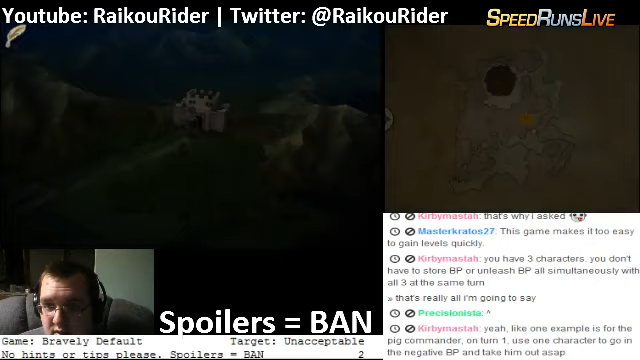 Youtube: RaikouRider | Twitter: @RaikouRider
SPEEDRUNSLIVE
Kirbymastah: that's why I asked
Masterkratos27: This game makes it too easy
to gain levels quickly.
Kirbymastah: you have 3 characters. you don't
have to store BP or unleash BP all simultaneously with
all 3 at the same turn
» that's really all i'm going to say
Precisionista: ^
Kirbymastah: yeah, like one example is for the
pig commander, on turn 1, use one character to go in
the negative BP and take him out asap
Spoilers = BAN
Game: Bravely Default
Target: Unacceptable
No hints or tips please. Spoilers = BAN
2